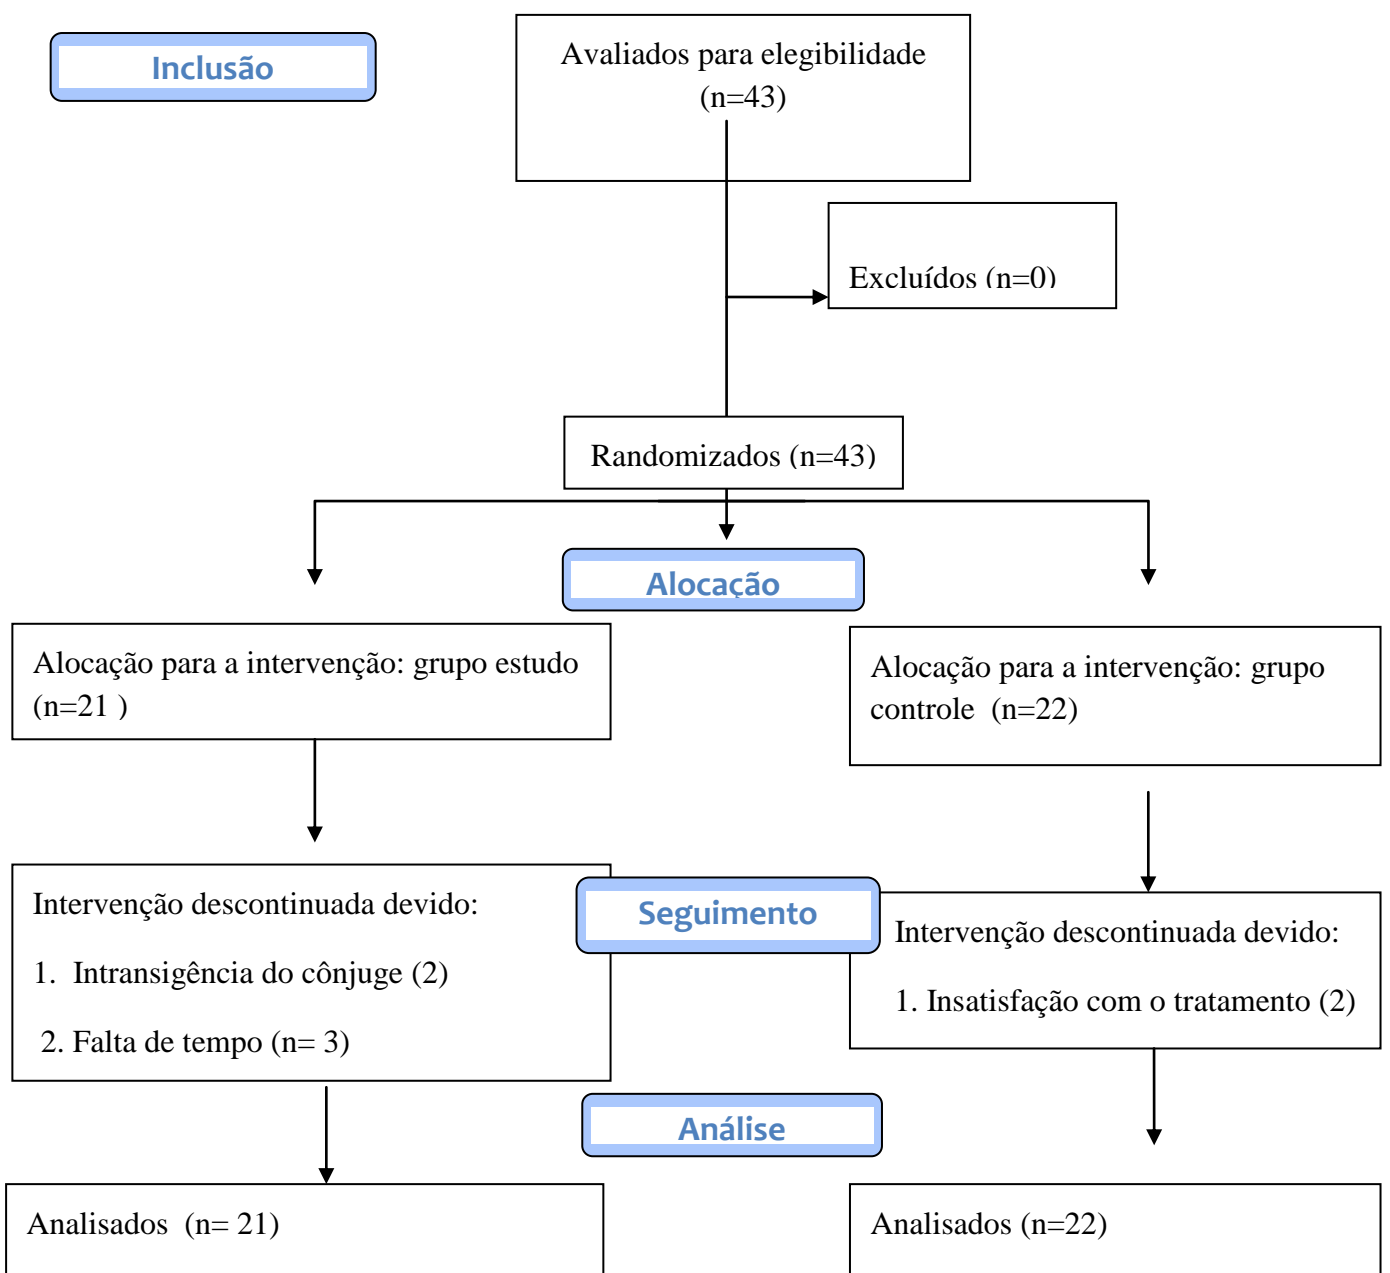 Inclusão
Avaliados para elegibilidade
(n=43)
Excluídos (n=0)
Randomizados (n=43)
Alocação
Alocação para a intervenção: grupo estudo
(n=21 )
Alocação para a intervenção: grupo
controle  (n=22)
Intervenção descontinuada devido:
1.  Intransigência do cônjuge (2)
2. Falta de tempo (n= 3)
Seguimento
Intervenção descontinuada devido:
1. Insatisfação com o tratamento (2)
Análise
Analisados  (n= 21)
Analisados (n=22)